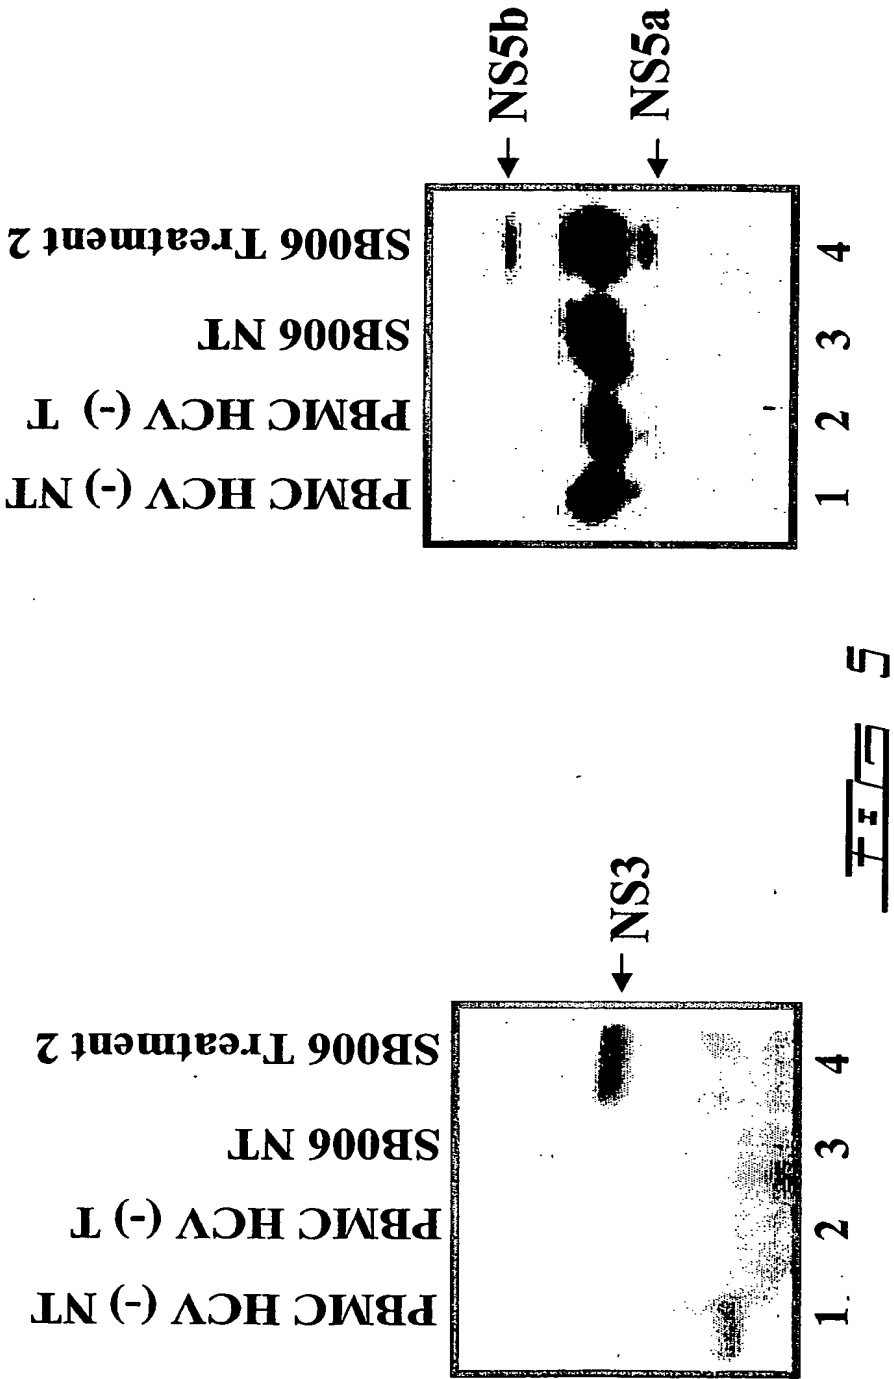 PBMC HCV (-) NT
PBMC HCV (-) T
SB006 NT
SB006 Treatment 2
NS3
1.
2
3
4
PBMC HCV (-) NT
PBMC HCV (-) T
SB006 NT
SB006 Treatment 2
NS5b
NS5a
1
2
3
4
FIG 5